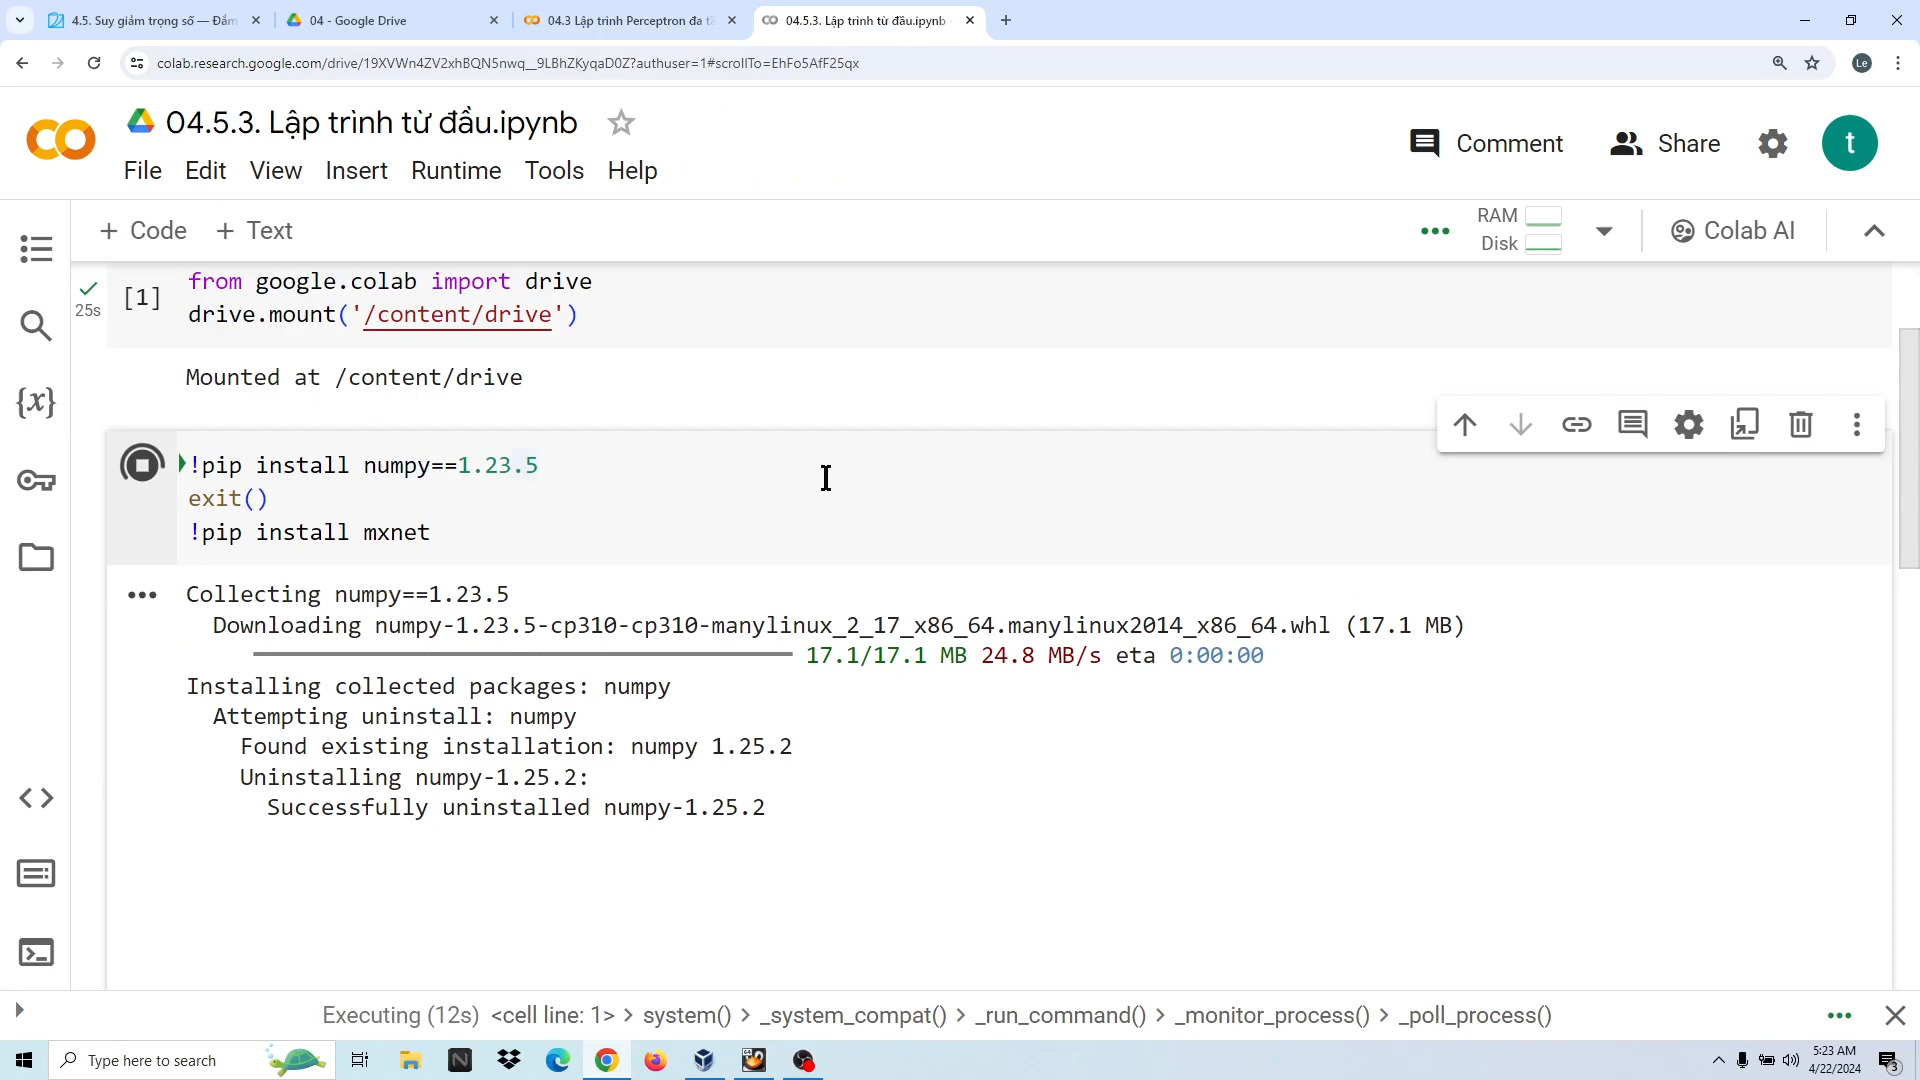 4.5. Suy giảm trọng số — Đắm
04 - Google Drive
04.3 Lập trình Perceptron đa tầ
04.5.3. Lập trình từ đầu.ipynb -
colab.research.google.com/drive/19XVWn4ZV2xhBQN5nwq__9LBhZKyqaD0Z?authuser=1#scrollTo=EhFo5AfF25qx
Le
CO
04.5.3. Lập trình từ đầu.ipynb
Comment
Share
t
File Edit View Insert Runtime Tools Help
+ Code + Text
RAM
Disk
Colab AI
from google.colab import drive
[1]
25s
drive.mount('/content/drive')
Mounted at /content/drive
{x}
!pip install numpy==1.23.5
exit()
!pip install mxnet
Collecting numpy==1.23.5
Downloading numpy-1.23.5-cp310-cp310-manylinux_2_17_x86_64.manylinux2014_x86_64.whl (17.1 MB)
17.1/17.1 MB 24.8 MB/s eta 0:00:00
Installing collected packages: numpy
Attempting uninstall: numpy
Found existing installation: numpy 1.25.2
Uninstalling numpy-1.25.2:
Successfully uninstalled numpy-1.25.2
Executing (12s) <cell line: 1> > system() > _system_compat() > _run_command() > _monitor_process() > _poll_process()
Type here to search
5:23 AM
4/22/2024
3